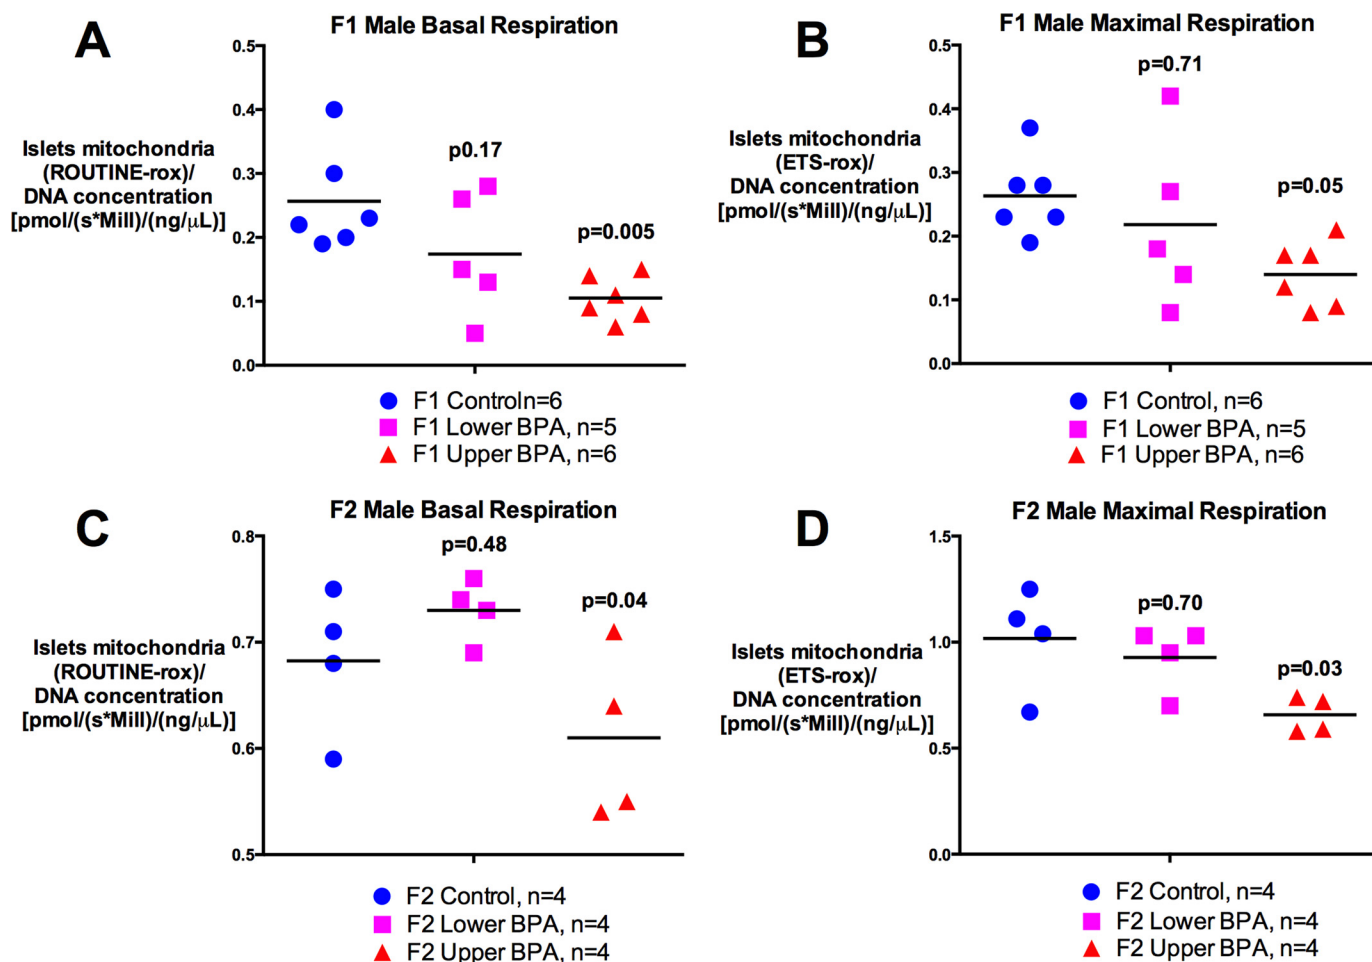 A
F1 Male Basal Respiration
Islets mitochondria
(ROUTINE-rox)/
DNA concentration
[pmol/(s*Mill)/(ng/μL)]
0.5
0.4
0.3
0.2
0.1
0.0
p0.17
p=0.005
F1 Controln=6
F1 Lower BPA, n=5
F1 Upper BPA, n=6
B
F1 Male Maximal Respiration
Islets mitochondria
(ETS-rox)/
DNA concentration
[pmol/(s*Mill)/(ng/μL)]
0.5
0.4
0.3
0.2
0.1
0.0
p=0.71
p=0.05
F1 Control, n=6
F1 Lower BPA, n=5
F1 Upper BPA, n=6
C
F2 Male Basal Respiration
Islets mitochondria
(ROUTINE-rox)/
DNA concentration
[pmol/(s*Mill)/(ng/μL)]
0.8
0.7
0.6
0.5
p=0.48
p=0.04
F2 Control, n=4
F2 Lower BPA, n=4
F2 Upper BPA, n=4
D
F2 Male Maximal Respiration
Islets mitochondria
(ETS-rox)/
DNA concentration
[pmol/(s*Mill)/(ng/μL)]
1.5
1.0
0.5
0.0
p=0.70
p=0.03
F2 Control, n=4
F2 Lower BPA, n=4
F2 Upper BPA, n=4